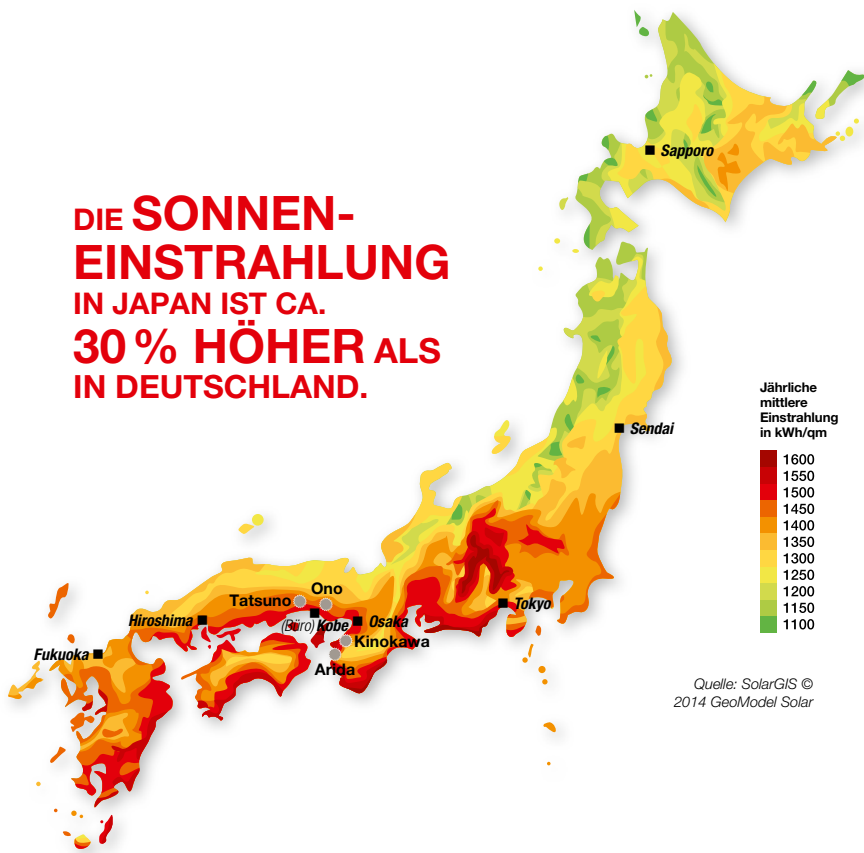 DIE SONNEN-
EINSTRAHLUNG
IN JAPAN IST CA.
30 % HÖHER ALS
IN DEUTSCHLAND.
Sapporo
Sendai
Jährliche
mittlere
Einstrahlung
in kWh/qm
1600
1550
1500
1450
1400
1350
1300
1250
1200
1150
1100
Ono
Tatsuno
Tokyo
Hiroshima
(Büro) Kobe
Osaka
Kinokawa
Fukuoka
Arida
Quelle: SolarGIS ©
2014 GeoModel Solar